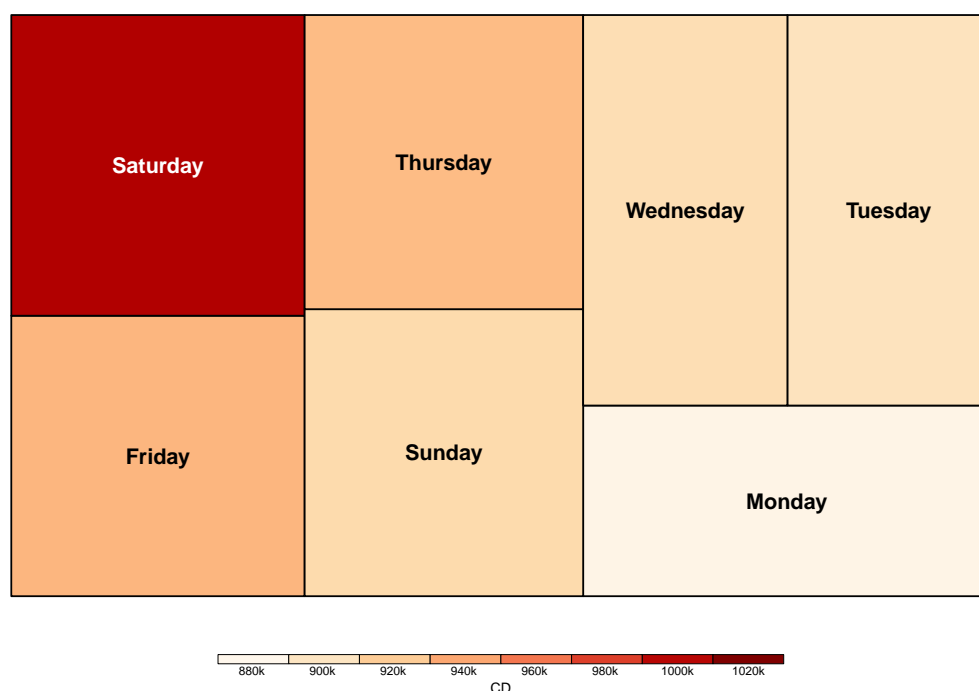 Saturday
Thursday
Wednesday
Tuesday
Friday
Sunday
Monday
880k 900k 920k 940k 960k 980k 1000k 1020k
CD